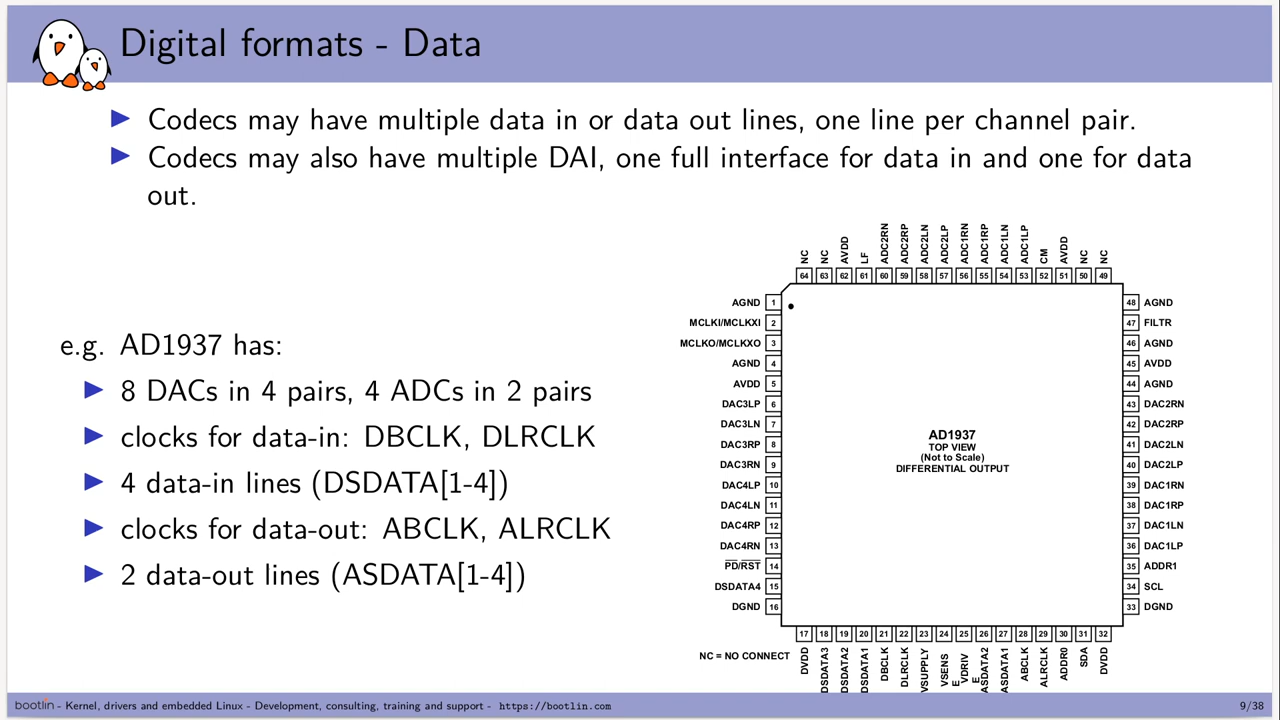 Digital formats - Data
Codecs may have multiple data in or data out lines, one line per channel pair.
Codecs may also have multiple DAI, one full interface for data in and one for data
out.
e.g. AD1937 has:
8 DACs in 4 pairs, 4 ADCs in 2 pairs
clocks for data-in: DBCLK, DLRCLK
4 data-in lines (DSDATA[1-4])
clocks for data-out: ABCLK, ALRCLK
2 data-out lines (ASDATA[1-4])
NC
NC
AVDD
LF
ADC2RN
ADC2RP
ADC2LN
ADC2LP
ADC1RN
ADC1RP
ADC1LN
ADC1LP
CM
AVDD
NC
NC
64 63 62 61 60 59 58 57 56 55 54 53 52 51 50 49
AGND 1
MCLKI/MCLKXI 2
MCLKO/MCLKXO 3
AGND 4
AVDD 5
DAC3LP 6
DAC3LN 7
DAC3RP 8
DAC3RN 9
DAC4LP 10
DAC4LN 11
DAC4RP 12
DAC4RN 13
PD/RST 14
DSDATA4 15
DGND 16
AD1937
TOP VIEW
(Not to Scale)
DIFFERENTIAL OUTPUT
48 AGND
47 FILTR
46 AGND
45 AVDD
44 AGND
43 DAC2RN
42 DAC2RP
41 DAC2LN
40 DAC2LP
39 DAC1RN
38 DAC1RP
37 DAC1LN
36 DAC1LP
35 ADDR1
34 SCL
33 DGND
17 18 19 20 21 22 23 24 25 26 27 28 29 30 31 32
DVDD
DSDATA3
DSDATA2
DSDATA1
DBCLK
DLRCLK
VSUPPLY
VSENS
E
VDRIV
E
ASDATA2
ASDATA1
ABCLK
ALRCLK
ADDR0
SDA
DVDD
NC = NO CONNECT
bootlin - Kernel, drivers and embedded Linux - Development, consulting, training and support - https://bootlin.com
9/38